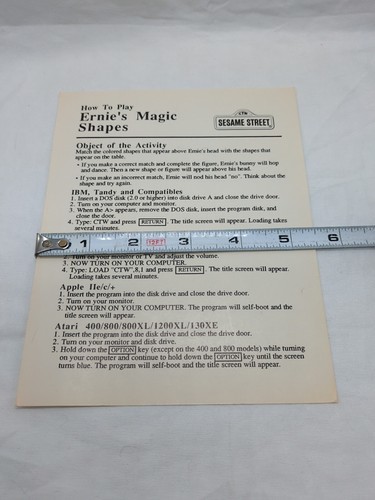 How To Play
Ernie's Magic
Shapes
CTW
SESAME STREET
Object of the Activity
Match the colored shapes that appear above Ernie's head with the shapes that
appear on the table.
• If you make a correct match and complete the figure, Ernie's bunny will hop
and dance. Then a new shape or figure will appear above his head.
• If you make an incorrect match, Ernie will nod his head "no". Think about the
shape and try again.
IBM, Tandy and Compatibles
1. Insert a DOS disk (2.0 or higher) into disk drive A and close the drive door.
2. Turn on your computer and monitor.
3. When the A> appears, remove the DOS disk, insert the program disk, and
close the door.
4. Type: CTW and press RETURN. The title screen will appear. Loading takes
several minutes.
1 2 3 4 5 6
2. Turn on your monitor or TV and adjust the volume.
3. NOW TURN ON YOUR COMPUTER.
4. Type: LOAD "CTW",8,1 and press RETURN. The title screen will appear.
Loading takes several minutes.
Apple IIe/c/+
1. Insert the program into the disk drive and close the drive door.
2. Turn on your monitor.
3. NOW TURN ON YOUR COMPUTER. The program will self-boot and the
title screen will appear.
Atari 400/800/800XL/1200XL/130XE
1. Insert the program into the disk drive and close the drive door.
2. Turn on your monitor and disk drive.
3. Hold down the OPTION key (except on the 400 and 800 models) while turning
on your computer and continue to hold down the OPTION key until the screen
turns blue. The program will self-boot and the title screen will appear.